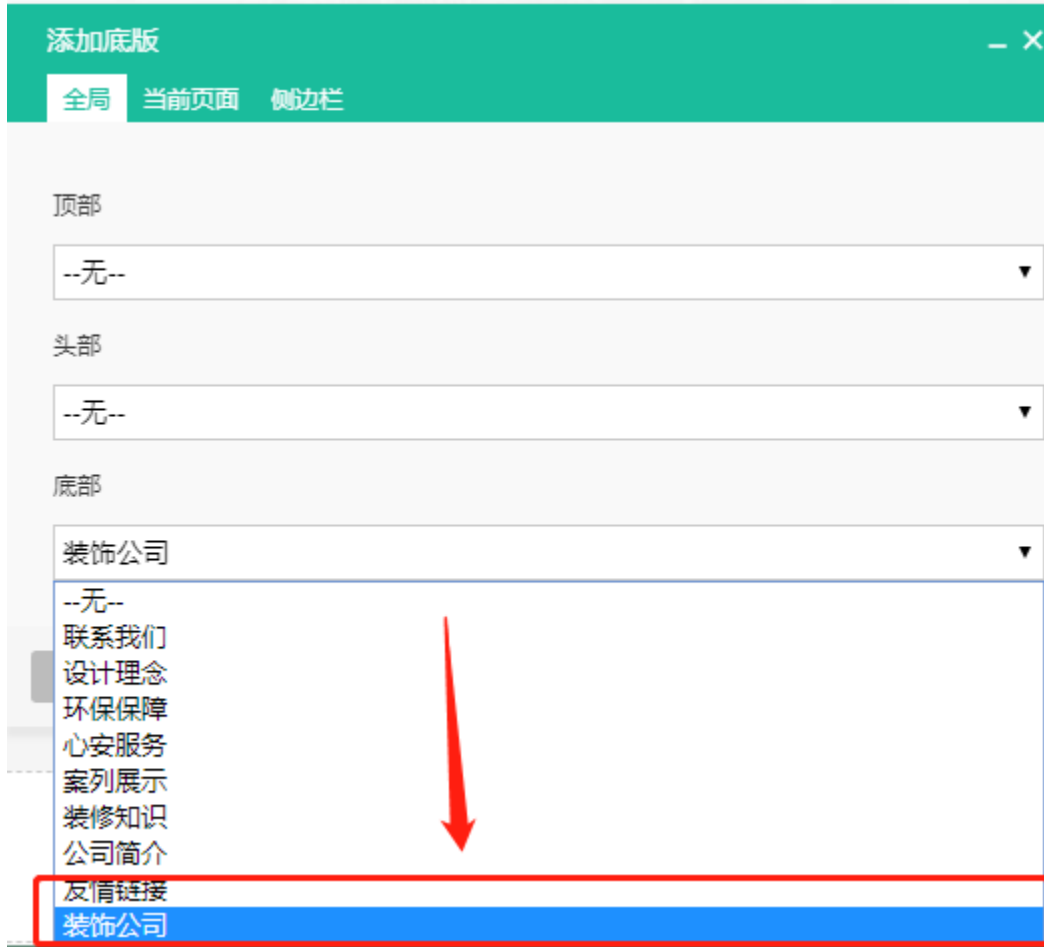 添加底版
全局 当前页面 侧边栏
顶部
--无--
头部
--无--
底部
装饰公司
--无--
联系我们
设计理念
环保保障
心安服务
案列展示
装修知识
公司简介
友情链接
装饰公司